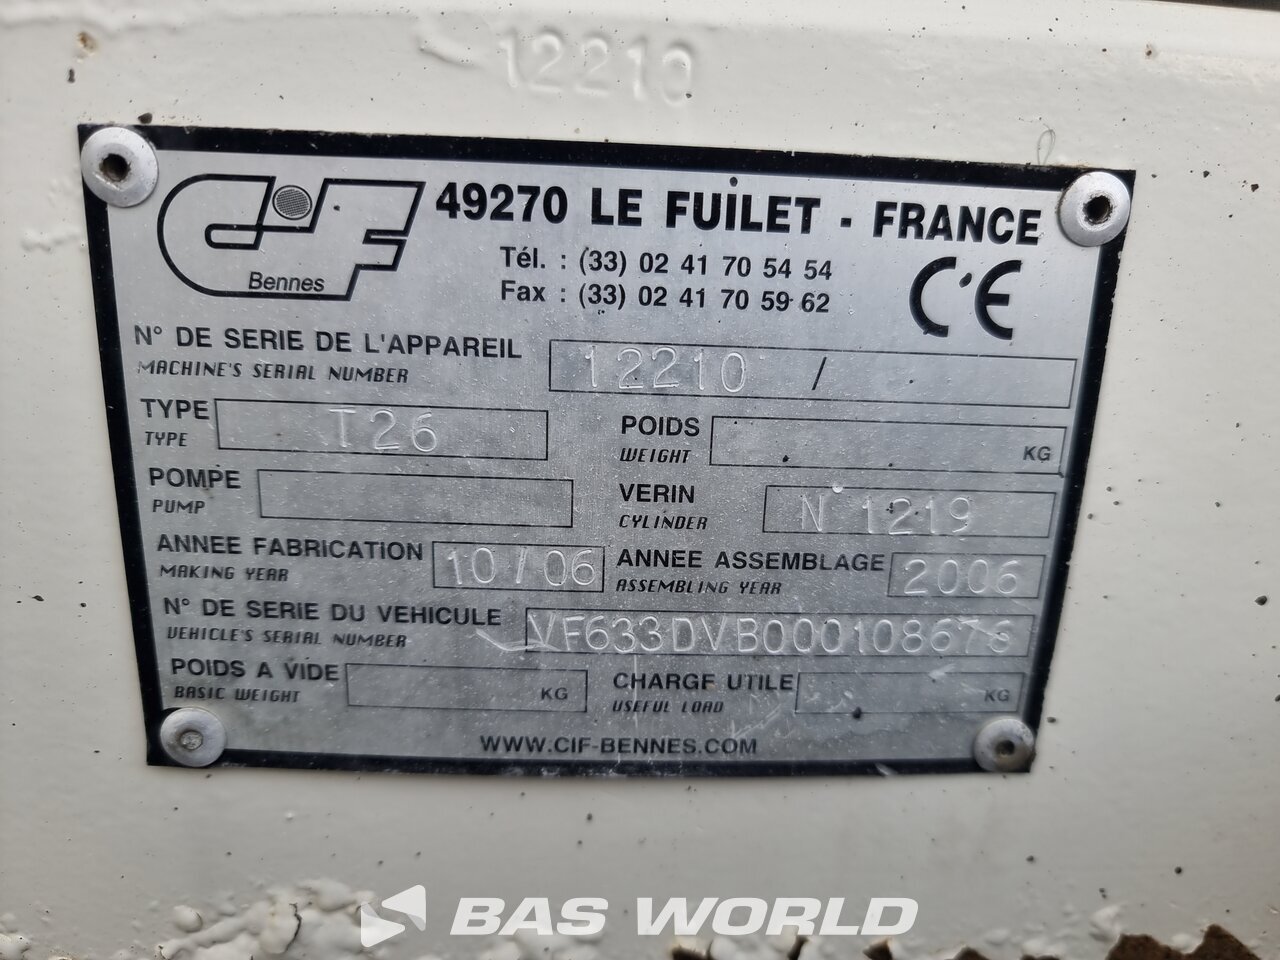 12210
CiF
Bennes
49270 LE FUILET - FRANCE
Tél. : (33) 02 41 70 54 54
Fax : (33) 02 41 70 59 62
CE
N° DE SERIE DE L'APPAREIL
MACHINE'S SERIAL NUMBER
12210 /
TYPE
TYPE
T26
POIDS
WEIGHT
KG
POMPE
PUMP
VERIN
CYLINDER
N°1219
ANNEE FABRICATION
MAKING YEAR
10/06
ANNEE ASSEMBLAGE
ASSEMBLING YEAR
2006
N° DE SERIE DU VEHICULE
VEHICLE'S SERIAL NUMBER
VF633DVB000108676
POIDS A VIDE
BASIC WEIGHT
KG
CHARGE UTILE
USEFUL LOAD
KG
WWW.CIF-BENNES.COM
BAS WORLD